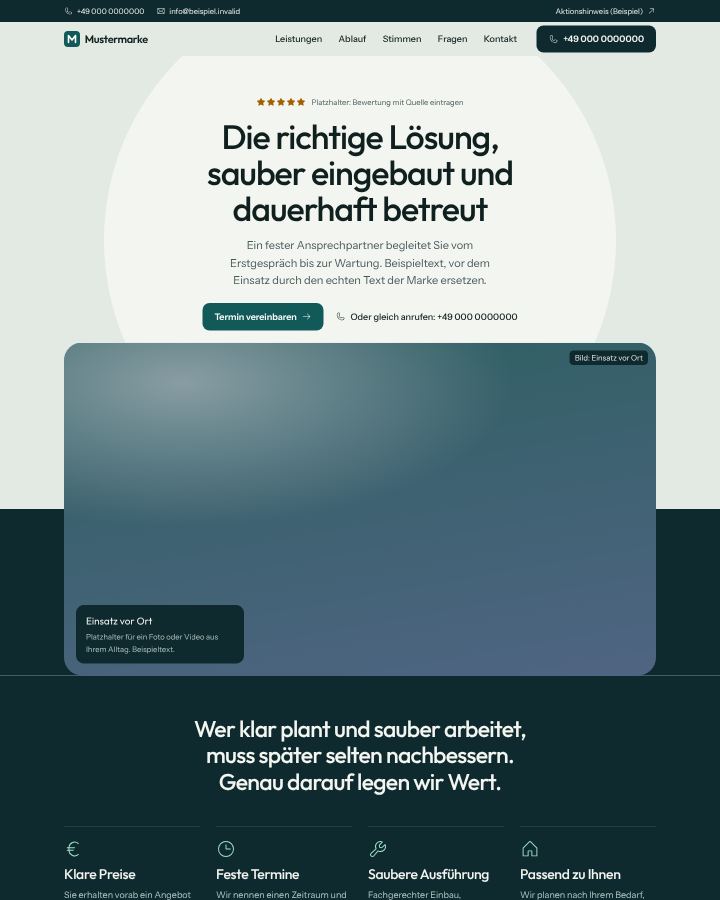 +49 000 0000000
info@beispiel.invalid
Aktionshinweis (Beispiel)
M Mustermarke
Leistungen
Ablauf
Stimmen
Fragen
Kontakt
+49 000 0000000
Platzhalter: Bewertung mit Quelle eintragen
Die richtige Lösung,
sauber eingebaut und
dauerhaft betreut
Ein fester Ansprechpartner begleitet Sie vom
Erstgespräch bis zur Wartung. Beispieltext, vor dem
Einsatz durch den echten Text der Marke ersetzen.
Termin vereinbaren
Oder gleich anrufen: +49 000 0000000
Bild: Einsatz vor Ort
Einsatz vor Ort
Platzhalter für ein Foto oder Video aus
Ihrem Alltag. Beispieltext.
Wer klar plant und sauber arbeitet,
muss später selten nachbessern.
Genau darauf legen wir Wert.
Klare Preise
Sie erhalten vorab ein Angebot
Feste Termine
Wir nennen einen Zeitraum und
Saubere Ausführung
Fachgerechter Einbau,
Passend zu Ihnen
Wir planen nach Ihrem Bedarf,